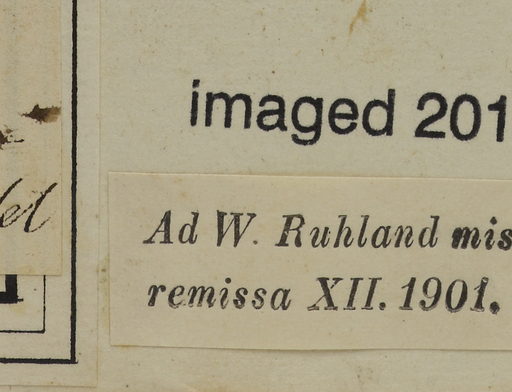 imaged 201
Ad W. Ruhland mis
remissa XII. 1901.